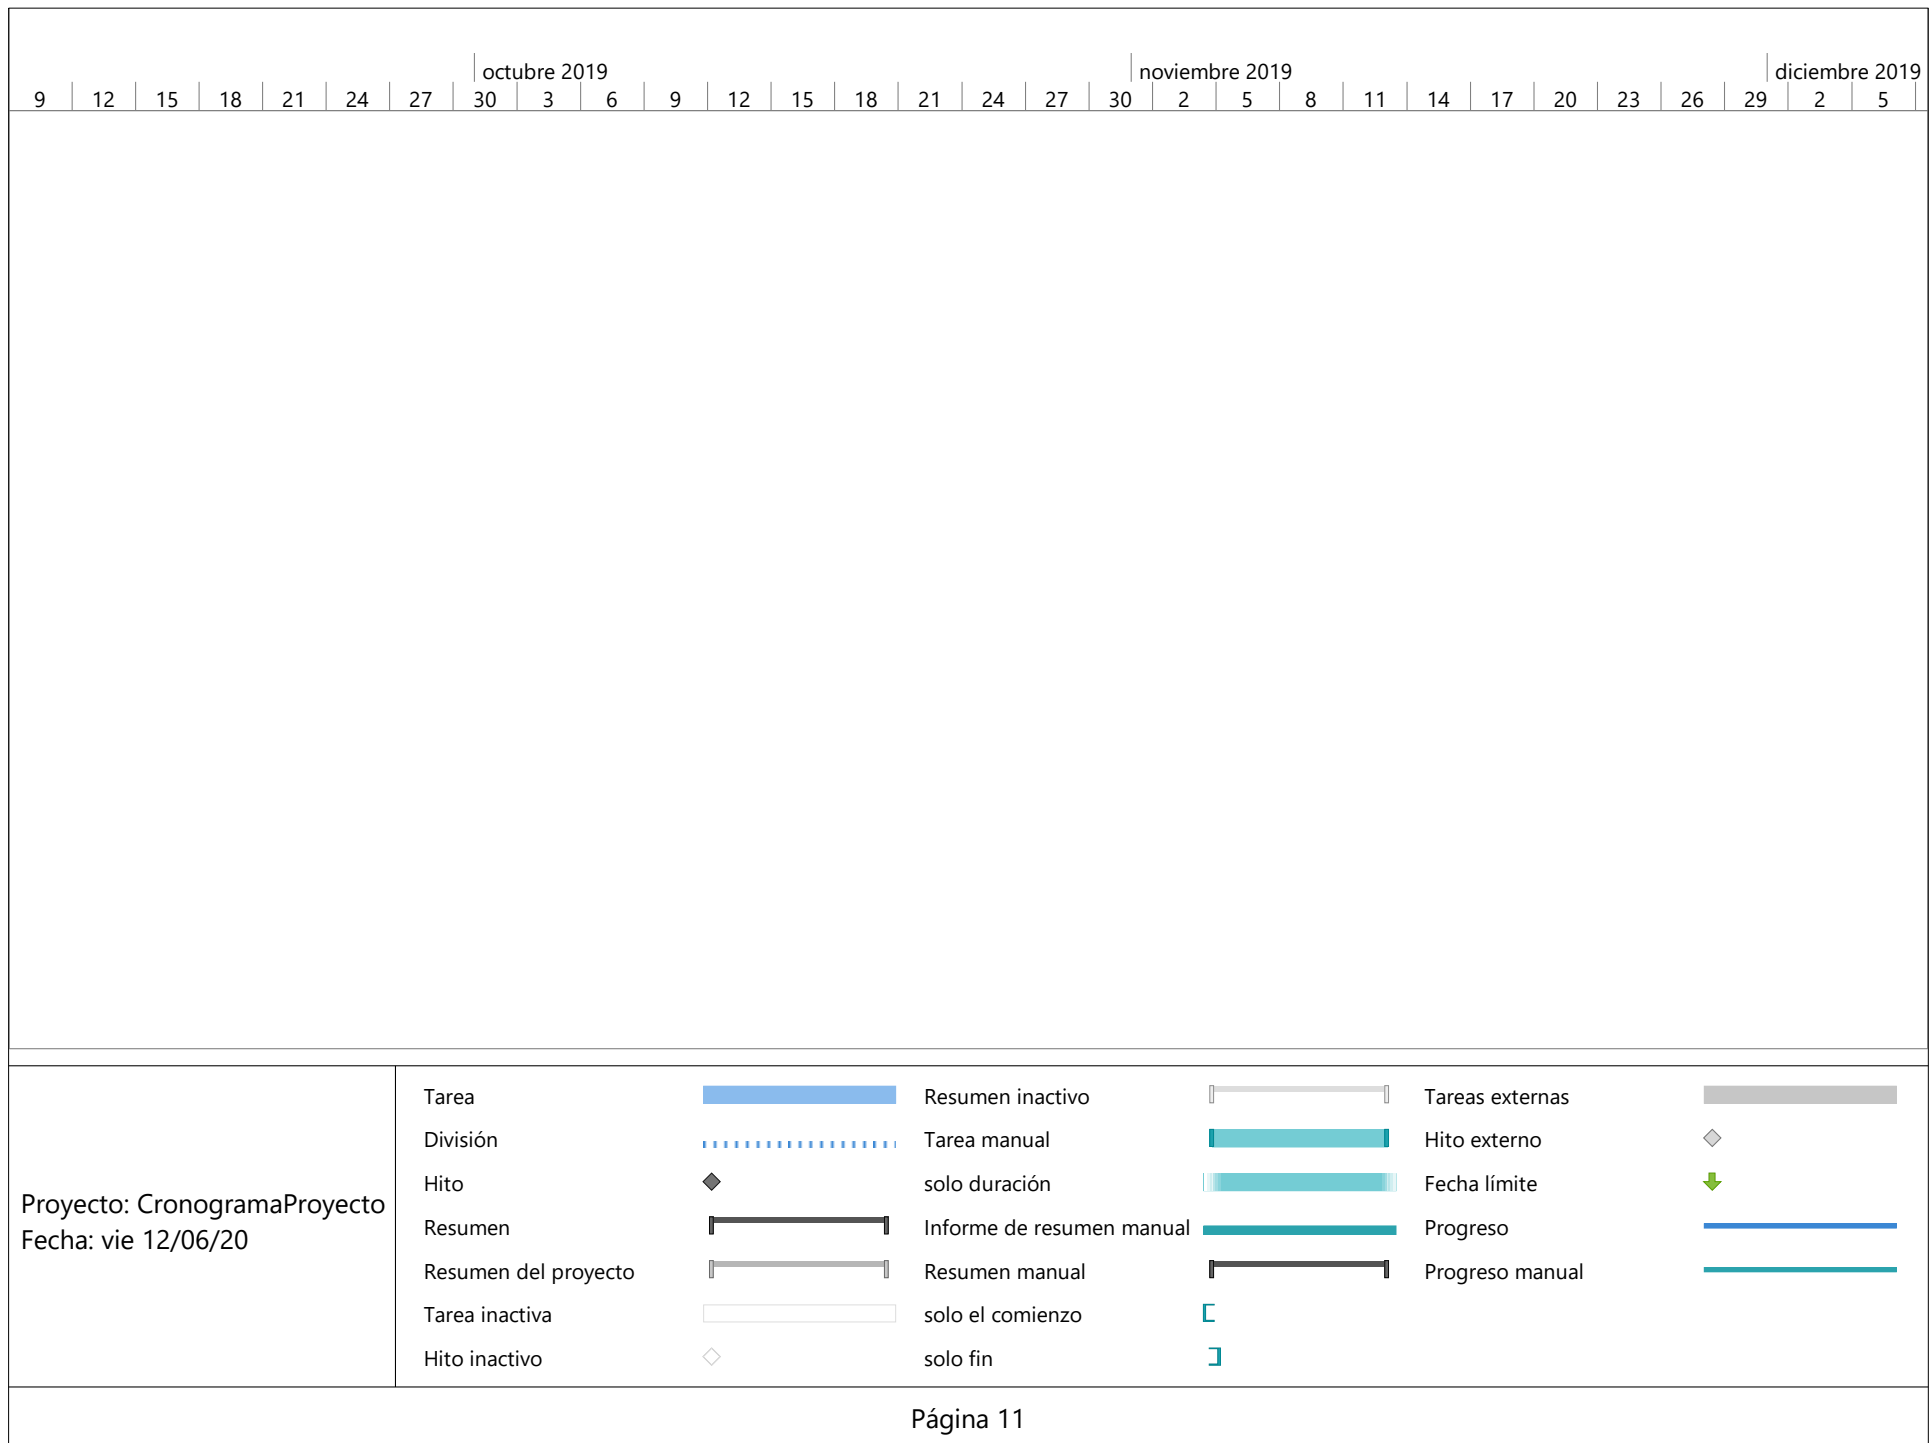 octubre 2019 noviembre 2019 diciembre 2019
9 12 15 18 21 24 27 30 3 6 9 12 15 18 21 24 27 30 2 5 8 11 14 17 20 23 26 29 2 5
Proyecto: CronogramaProyecto
Fecha: vie 12/06/20
Tarea
División
Hito
Resumen
Resumen del proyecto
Tarea inactiva
Hito inactivo
Resumen inactivo
Tarea manual
solo duración
Informe de resumen manual
Resumen manual
solo el comienzo
solo fin
Tareas externas
Hito externo
Fecha límite
Progreso
Progreso manual
Página 11